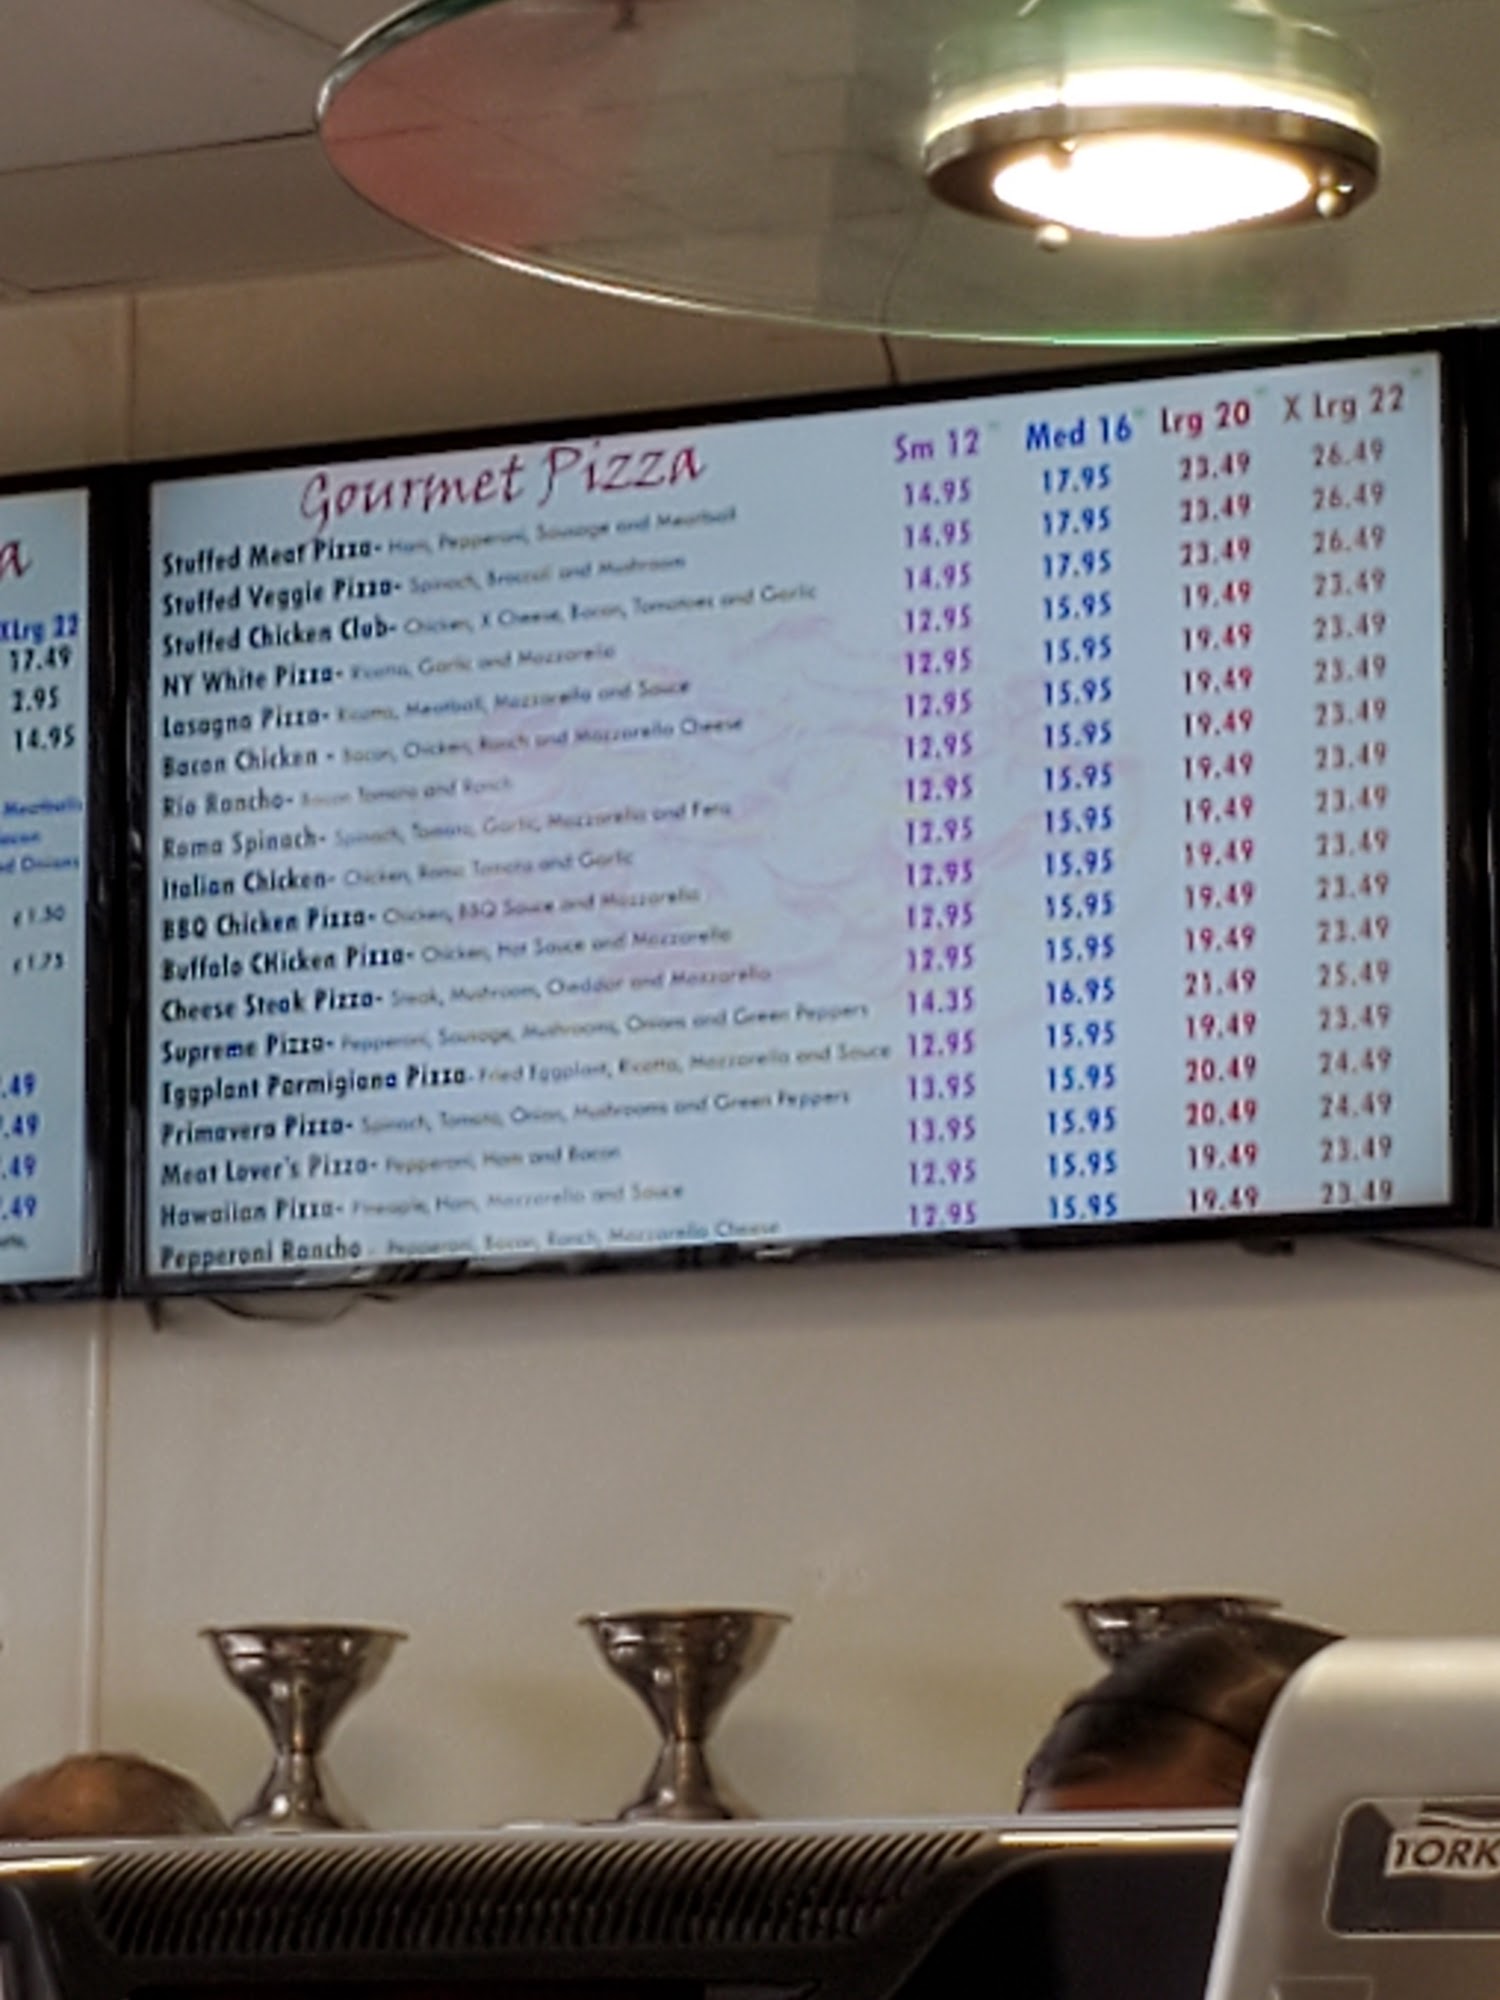 a
XLrg 22
17.49
2.95
14.95
Meatballs
.49
.49
.49
.49
Gourmet Pizza Sm 12" Med 16" Lrg 20" X Lrg 22"
Stuffed Meat Pizza- Ham, Pepperoni, Sausage and Meatball 14.95 17.95 23.49 26.49
Stuffed Veggie Pizza- Spinach, Broccoli and Mushroom 14.95 17.95 23.49 26.49
Stuffed Chicken Club- Chicken, X Cheese, Bacon, Tomatoes and Garlic 14.95 17.95 23.49 26.49
NY White Pizza- Ricotta, Garlic and Mozzarella 12.95 15.95 19.49 23.49
Lasagna Pizza- Ricotta, Meatball, Mozzarella and Sauce 12.95 15.95 19.49 23.49
Bacon Chicken - Bacon, Chicken, Ranch and Mozzarella Cheese 12.95 15.95 19.49 23.49
Rio Rancho- Bacon Tomato and Ranch 12.95 15.95 19.49 23.49
Roma Spinach- Spinach, Tomato, Garlic, Mozzarella and Feta 12.95 15.95 19.49 23.49
Italian Chicken- Chicken, Roma Tomato and Garlic 12.95 15.95 19.49 23.49
BBQ Chicken Pizza- Chicken, BBQ Sauce and Mozzarella 12.95 15.95 19.49 23.49
Buffalo CHicken Pizza- Chicken, Hot Sauce and Mozzarella 12.95 15.95 19.49 23.49
Cheese Steak Pizza- Steak, Mushroom, Cheddar and Mozzarella 12.95 15.95 19.49 23.49
Supreme Pizza- Pepperoni, Sausage, Mushrooms, Onions and Green Peppers 14.35 16.95 21.49 25.49
Eggplant Parmigiana Pizza- Fried Eggplant, Ricotta, Mozzarella and Sauce 12.95 15.95 19.49 23.49
Primavera Pizza- Spinach, Tomato, Onion, Mushrooms and Green Peppers 13.95 15.95 20.49 24.49
Meat Lover's Pizza- Pepperoni, Ham and Bacon 13.95 15.95 20.49 24.49
Hawaiian Pizza- Pineapple, Ham, Mozzarella and Sauce 12.95 15.95 19.49 23.49
Pepperoni Rancho - Pepperoni, Bacon, Ranch, Mozzarella Cheese 12.95 15.95 19.49 23.49
TORK